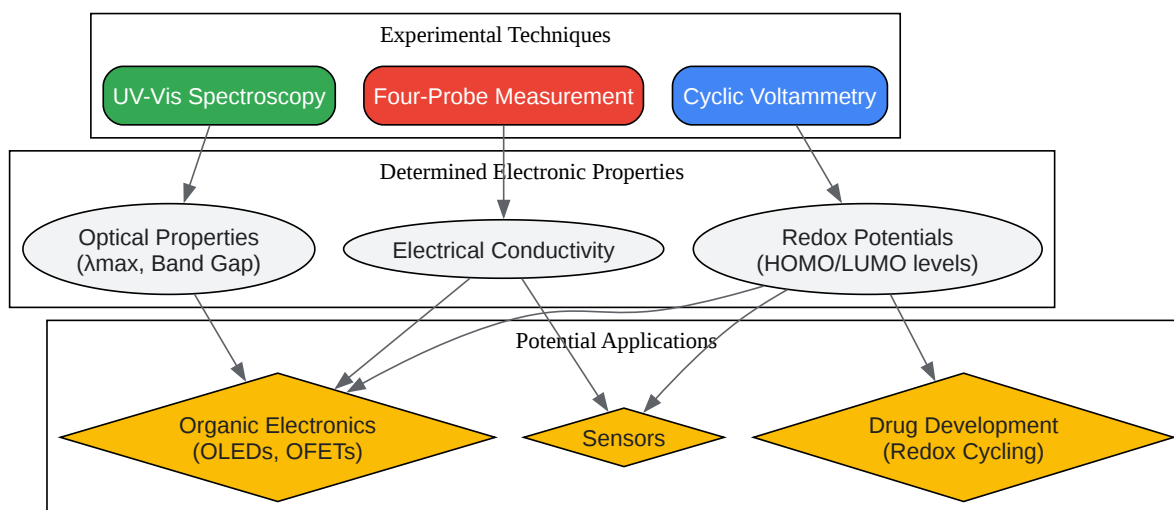 Experimental Techniques
UV-Vis Spectroscopy
Four-Probe Measurement
Cyclic Voltammetry
Determined Electronic Properties
Optical Properties
(λmax, Band Gap)
Electrical Conductivity
Redox Potentials
(HOMO/LUMO levels)
Potential Applications
Organic Electronics
(OLEDs, OFETs)
Sensors
Drug Development
(Redox Cycling)